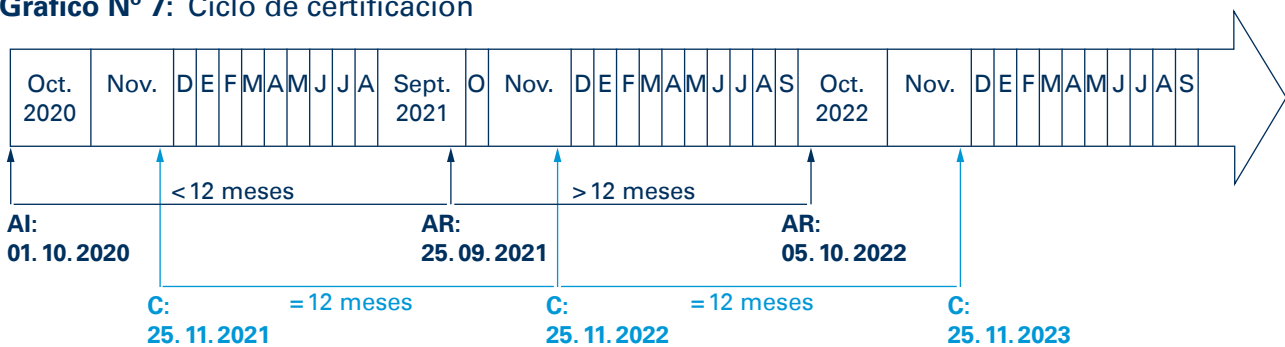 Gráfico Nº 7: Ciclo de certificación
Oct. 2020 Nov. D E F M A M J J A Sept. 2021 O Nov. D E F M A M J J A S Oct. 2022 Nov. D E F M A M J J A S
<12 meses >12 meses
AI: AR: AR:
01.10.2020 25.09.2021 05.10.2022
C: =12 meses C: =12 meses C:
25.11.2021 25.11.2022 25.11.2023